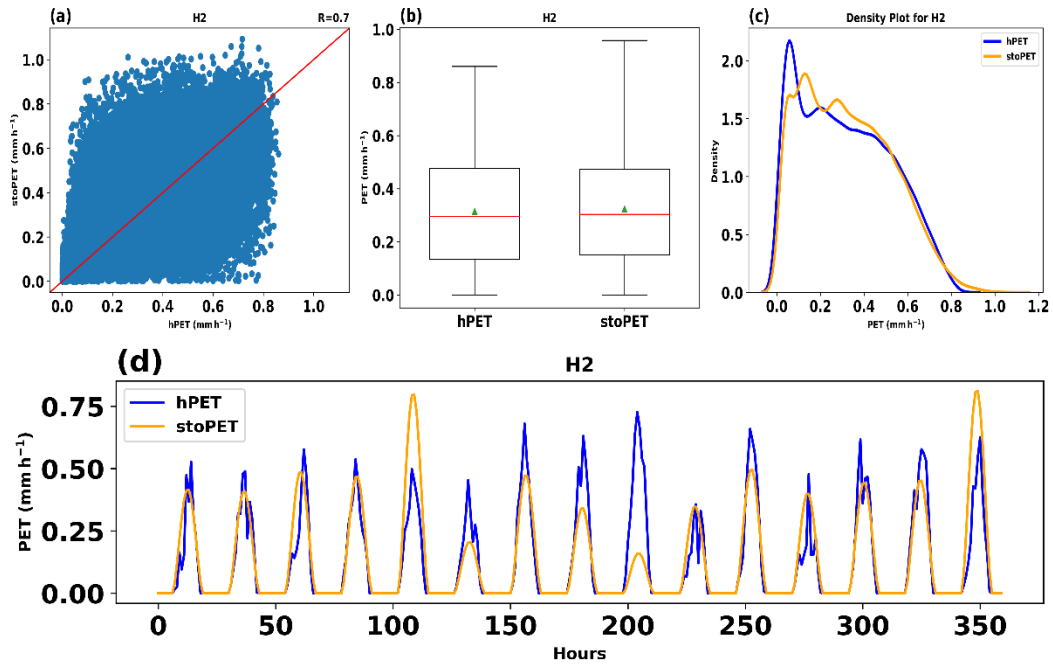 (a) H2 R=0.7
1.0
0.8
0.6
0.4
0.2
0.0
stoPET (mm h⁻¹)
0.0 0.2 0.4 0.6 0.8 1.0
hPET (mm h⁻¹)
(b) H2
1.0
0.8
0.6
0.4
0.2
0.0
PET (mm h⁻¹)
hPET stoPET
(c) Density Plot for H2
hPET
stoPET
2.0
1.5
1.0
0.5
0.0
Density
0.0 0.2 0.4 0.6 0.8 1.0 1.2
PET (mm h⁻¹)
(d) H2
hPET
stoPET
0.75
0.50
0.25
0.00
PET (mm h⁻¹)
0 50 100 150 200 250 300 350
Hours